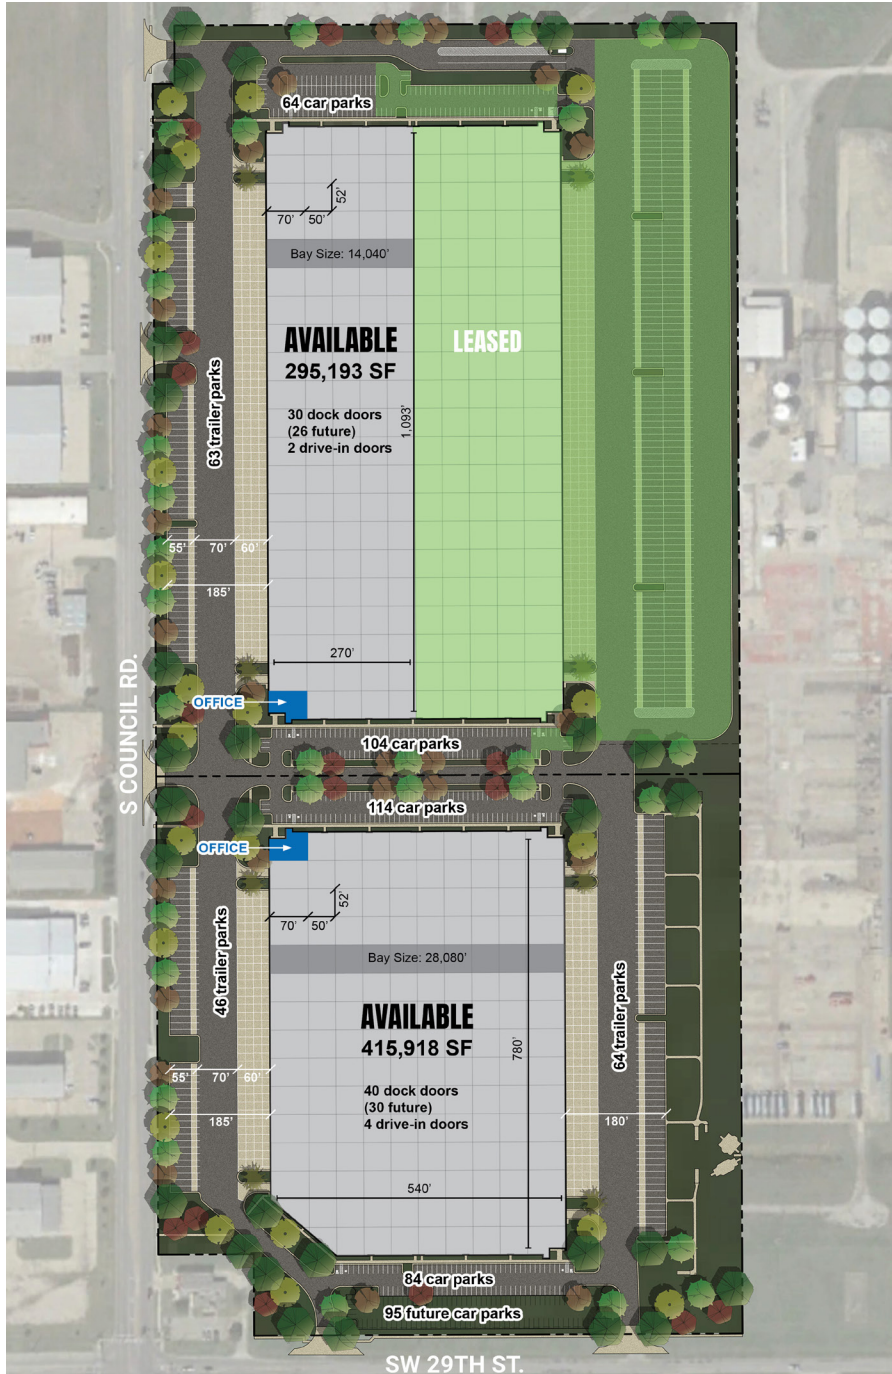 64 car parks
52'
70'
50'
Bay Size: 14,040'
AVAILABLE
295,193 SF
LEASED
30 dock doors
(26 future)
2 drive-in doors
1,093'
63 trailer parks
55'
70'
60'
185'
270'
S COUNCIL RD.
OFFICE
104 car parks
114 car parks
OFFICE
52'
70'
50'
46 trailer parks
Bay Size: 28,080'
AVAILABLE
415,918 SF
780'
64 trailer parks
40 dock doors
(30 future)
4 drive-in doors
55'
70'
60'
185'
180'
540'
84 car parks
95 future car parks
SW 29TH ST.